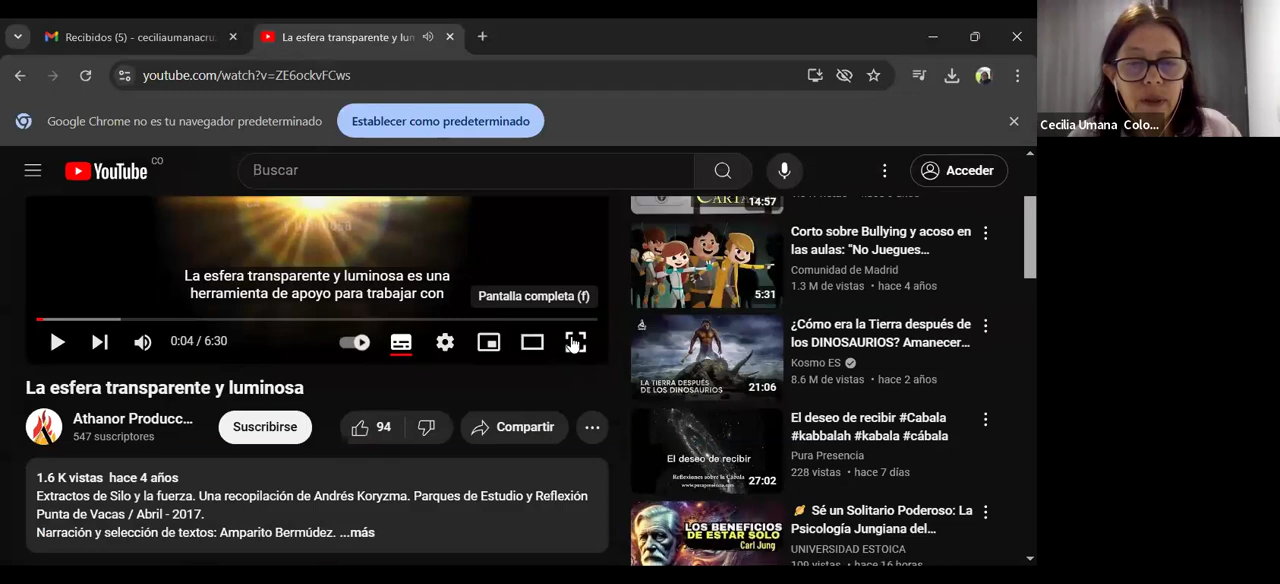 Recibidos (5) - ceciliaumanacru
La esfera transparente y lun
youtube.com/watch?v=ZE6ockvFCws
Google Chrome no es tu navegador predeterminado
Establecer como predeterminado
Cecilia Umana Colo...
YouTube CO
Buscar
Acceder
La esfera transparente y luminosa es una
herramienta de apoyo para trabajar con
Pantalla completa (f)
0:04 / 6:30
La esfera transparente y luminosa
Athanor Producc...
547 suscriptores
Suscribirse
94
Compartir
1.6 K vistas hace 4 años
Extractos de Silo y la fuerza. Una recopilación de Andrés Koryzma. Parques de Estudio y Reflexión
Punta de Vacas / Abril - 2017.
Narración y selección de textos: Amparito Bermúdez. ...más
14:57
Corto sobre Bullying y acoso en
las aulas: "No Juegues...
Comunidad de Madrid
1.3 M de vistas • hace 4 años
5:31
¿Cómo era la Tierra después de
los DINOSAURIOS? Amanecer...
Kosmo ES
8.6 M de vistas • hace 2 años
LA TIERRA DESPUÉS
DE LOS DINOSAURIOS
21:06
El deseo de recibir #Cabala
#kabbalah #kabala #cábala
Pura Presencia
228 vistas • hace 7 días
El deseo de recibir
Reflexiones sobre la Cábala
27:02
🪐 Sé un Solitario Poderoso: La
Psicología Jungiana del...
UNIVERSIDAD ESTOICA
109 vistas • hace 16 horas
LOS BENEFICIOS
DE ESTAR SOLO
Carl Jung